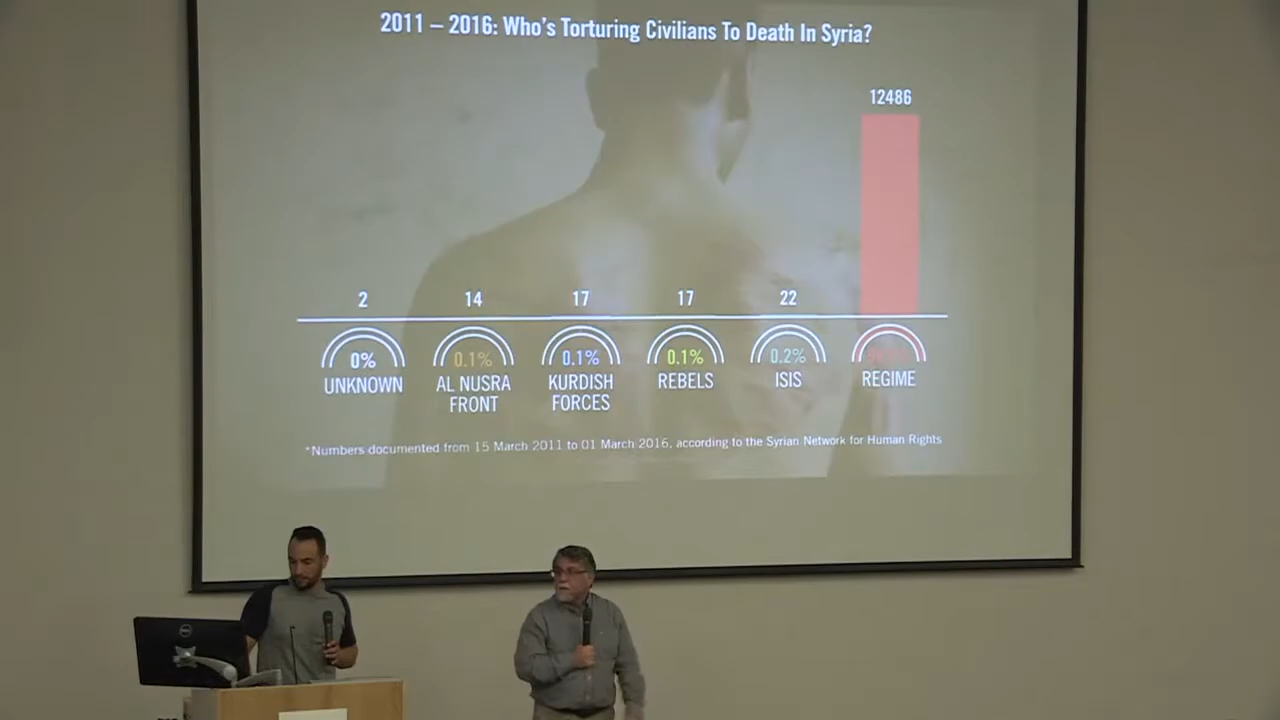 2011 – 2016: Who's Torturing Civilians To Death In Syria?
12486
2 14 17 17 22
0% 0.1% 0.1% 0.1% 0.2%
UNKNOWN AL NUSRA KURDISH REBELS ISIS REGIME
FRONT FORCES
*Numbers documented from 15 March 2011 to 01 March 2016, according to the Syrian Network for Human Rights
DELL